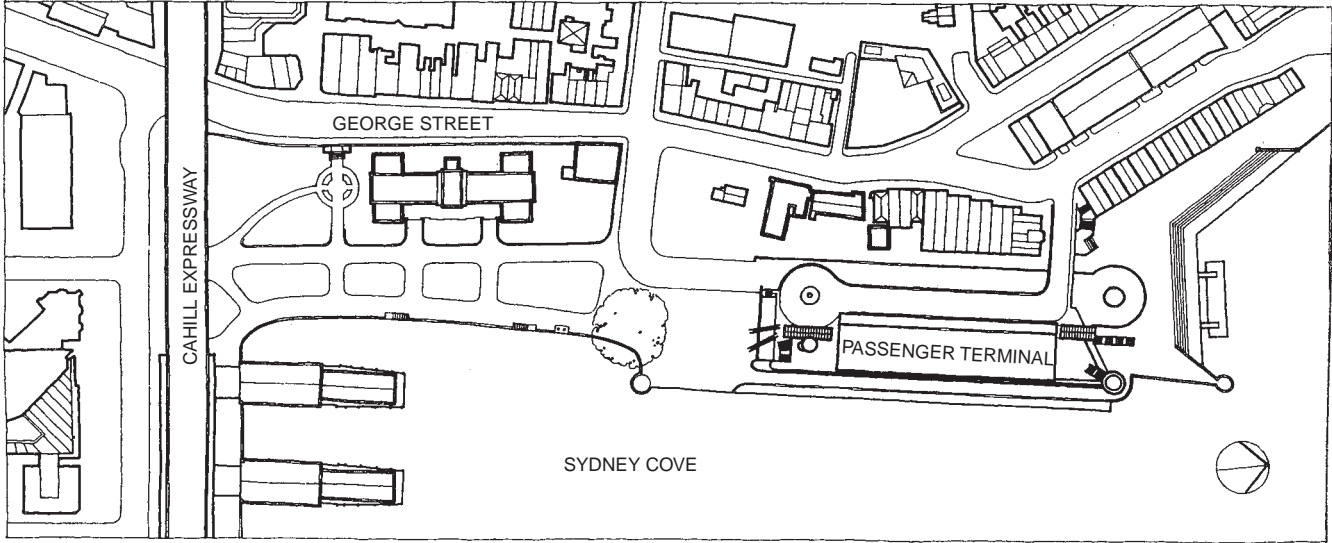 GEORGE STREET
CAHILL EXPRESSWAY
PASSENGER TERMINAL
SYDNEY COVE